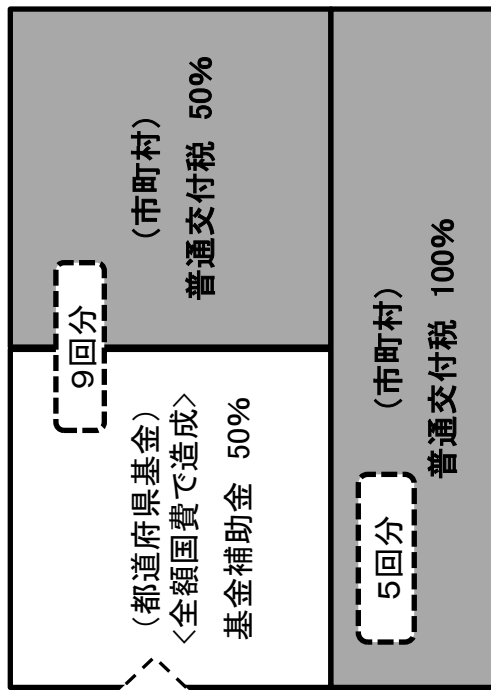 9回分
(都道府県基金)
<全額国費で造成>
基金補助金 50%
(市町村)
普通交付税 50%
5回分
(市町村)
普通交付税 100%